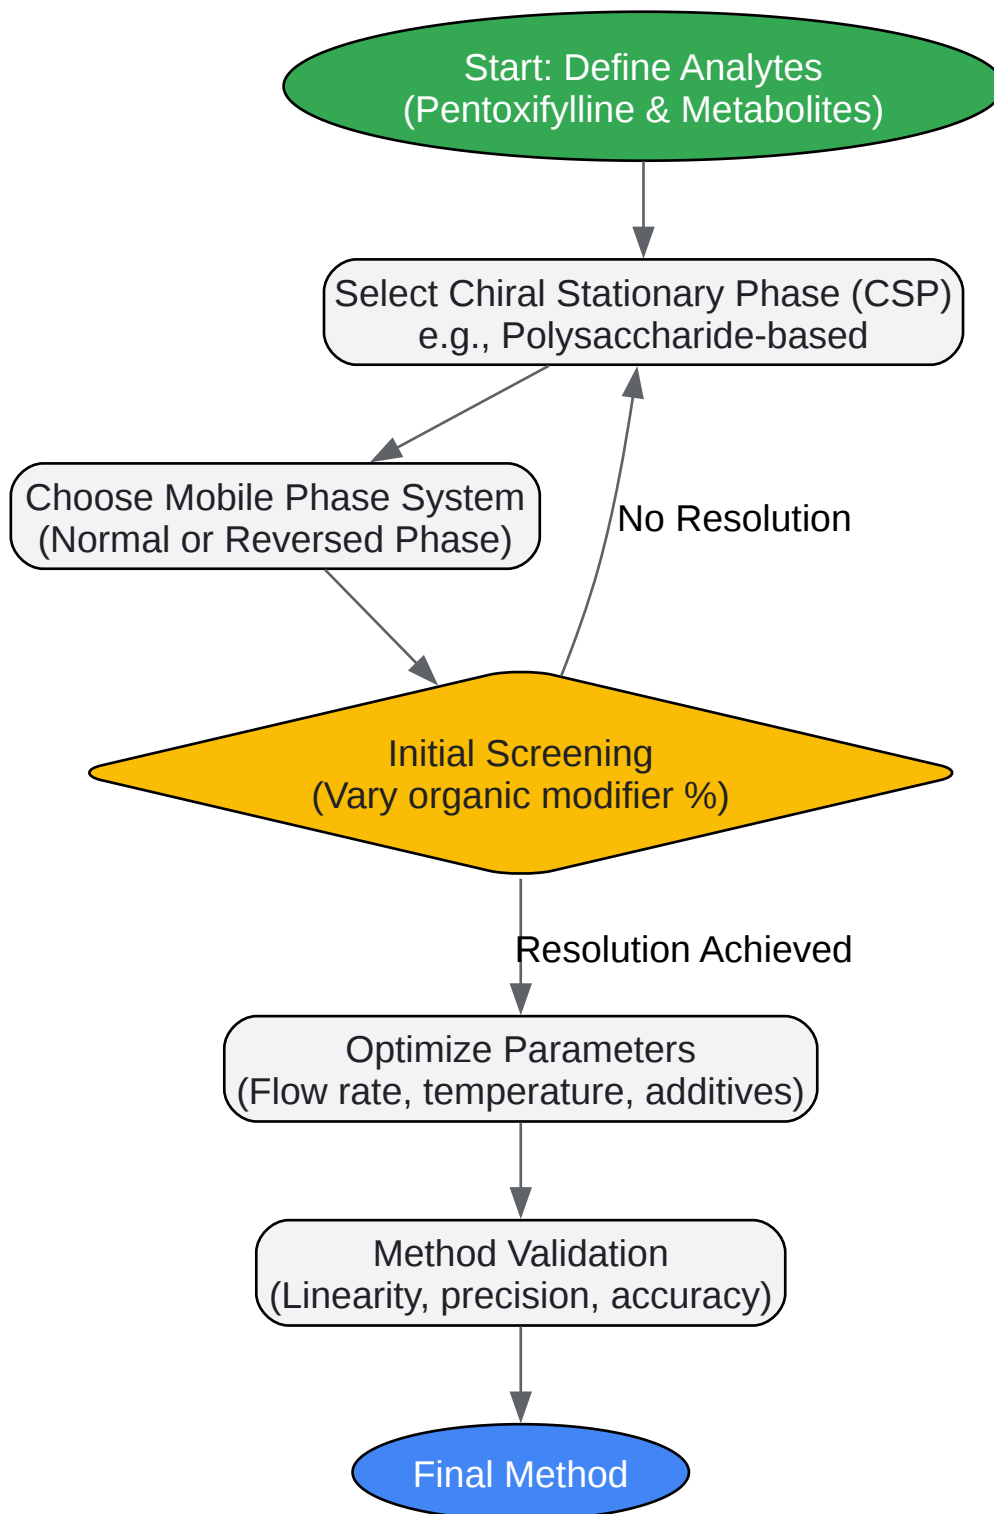 Start: Define Analytes
(Pentoxifylline & Metabolites)
Select Chiral Stationary Phase (CSP)
e.g., Polysaccharide-based
Choose Mobile Phase System
(Normal or Reversed Phase)
No Resolution
Initial Screening
(Vary organic modifier %)
Resolution Achieved
Optimize Parameters
(Flow rate, temperature, additives)
Method Validation
(Linearity, precision, accuracy)
Final Method